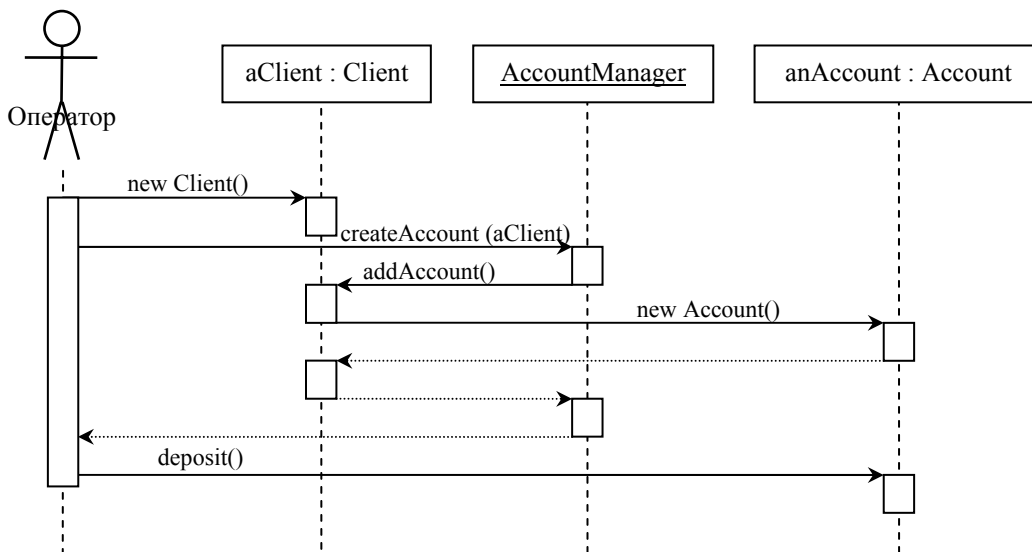 aClient : Client
AccountManager
anAccount : Account
Оператор
new Client()
createAccount (aClient)
addAccount()
new Account()
deposit()